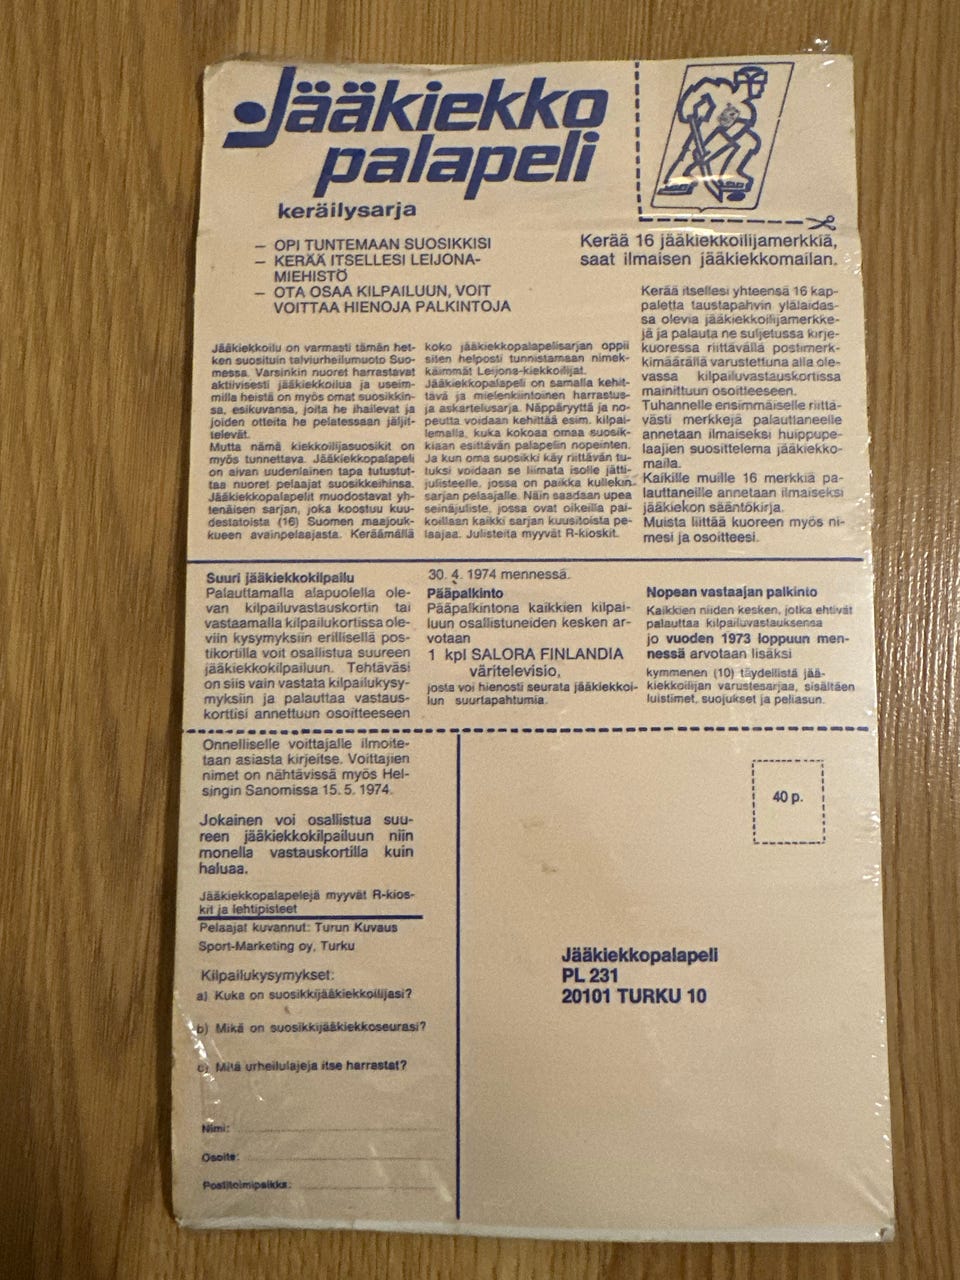 Jääkiekko
palapeli
keräilysarja
– OPI TUNTEMAAN SUOSIKKISI
– KERÄÄ ITSELLESI LEIJONA-
MIEHISTÖ
– OTA OSAA KILPAILUUN, VOIT
VOITTAA HIENOJA PALKINTOJA
Kerää 16 jääkiekkoilijamerkkiä,
saat ilmaisen jääkiekkomailan.
Jääkiekkoilu on varmasti tämän het-
ken suosituin talviurheilumuoto Suo-
messa. Varsinkin nuoret harrastavat
aktiivisesti jääkiekkoilua ja useim-
milla heistä on myös omat suosikkin-
sa, esikuvansa, joita he ihailevat ja
joiden otteita he pelatessaan jäljit-
televät.
Mutta nämä kiekkoilijasuosikit on
myös tunnettava. Jääkiekkopalapeli
on aivan uudenlainen tapa tutustut-
taa nuoret pelaajat suosikkeihinsa.
Jääkiekkopalapelit muodostavat yh-
tenäisen sarjan, joka koostuu kuu-
destatoista (16) Suomen maajouk-
kueen avainpelaajasta. Keräämällä
koko jääkiekkopalapelisarjan oppii
siten helposti tunnistamaan nimek-
käimmät Leijona-kiekkoilijat.
Jääkiekkopalapeli on samalla kehit-
tävä ja mielenkiintoinen harrastus-
ja askartelusarja. Näppäryyttä ja no-
peutta voidaan kehittää esim. kilpai-
lemalla, kuka kokoaa omaa suosik-
kiaan esittävän palapelin nopeinten.
Ja kun oma suosikki käy riittävän tu-
tuksi voidaan se liimata isolle jätti-
julisteelle, jossa on paikka kullekin
sarjan pelaajalle. Näin saadaan upea
seinäjuliste, jossa ovat oikeilla pai-
koillaan kaikki sarjan kuusitoista pe-
laajaa. Julisteita myyvät R-kioskit.
Kerää itsellesi yhteensä 16 kap-
paletta taustapahvin ylälaidas-
sa olevia jääkiekkoilijamerkke-
jä ja palauta ne suljetussa kirje-
kuoressa riittävällä postimerk-
kimäärällä varustettuna alla ole-
vassa kilpailuvastauskortissa
mainittuun osoitteeseen.
Tuhannelle ensimmäiselle riittä-
västi merkkejä palauttaneelle
annetaan ilmaiseksi huippupe-
laajien suosittelema jääkiekko-
maila.
Kaikille muille 16 merkkiä pa-
lauttaneille annetaan ilmaiseksi
jääkiekon sääntökirja.
Muista liittää kuoreen myös ni-
mesi ja osoitteesi.
Suuri jääkiekkokilpailu
Palauttamalla alapuolella ole-
van kilpailuvastauskortin tai
vastaamalla kilpailukortissa ole-
viin kysymyksiin erillisellä pos-
tikortilla voit osallistua suureen
jääkiekkokilpailuun. Tehtäväsi
on siis vain vastata kilpailukysy-
myksiin ja palauttaa vastaus-
korttisi annettuun osoitteeseen
30. 4. 1974 mennessä.
Pääpalkinto
Pääpalkintona kaikkien kilpai-
luun osallistuneiden kesken ar-
votaan
1 kpl SALORA FINLANDIA
väritelevisio,
josta voi hienosti seurata jääkiekkoi-
lun suurtapahtumia.
Nopean vastaajan palkinto
Kaikkien niiden kesken, jotka ehtivät
palauttaa kilpailuvastauksensa
jo vuoden 1973 loppuun men-
nessä arvotaan lisäksi
kymmenen (10) täydellistä jää-
kiekkoilijan varustesarjaa, sisältäen
luistimet, suojukset ja peliasun.
Onnelliselle voittajalle ilmoite-
taan asiasta kirjeitse. Voittajien
nimet on nähtävissä myös Hel-
singin Sanomissa 15. 5. 1974.
Jokainen voi osallistua suu-
reen jääkiekkokilpailuun niin
monella vastauskortilla kuin
haluaa.
Jääkiekkopalapelejä myyvät R-kios-
kit ja lehtipisteet
Pelaajat kuvannut: Turun Kuvaus
Sport-Marketing oy, Turku
Kilpailukysymykset:
a) Kuka on suosikkijääkiekkoilijasi?
b) Mikä on suosikkijääkiekkoseurasi?
c) Mitä urheilulajeja itse harrastat?
Nimi:
Osoite:
Postitoimipaikka:
40 p.
Jääkiekkopalapeli
PL 231
20101 TURKU 10